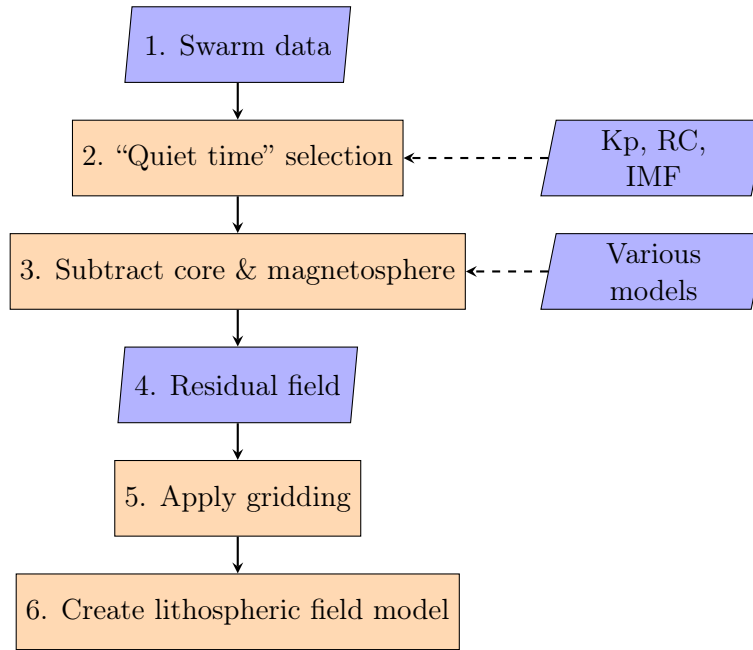 1. Swarm data
2. “Quiet time” selection
Kp, RC,
IMF
3. Subtract core & magnetosphere
Various
models
4. Residual field
5. Apply gridding
6. Create lithospheric field model